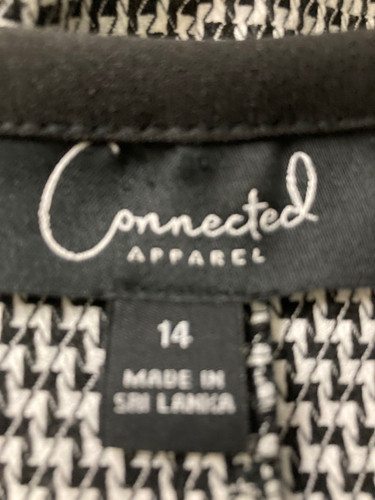 Connected
APPAREL
14
MADE IN
SRI LANKA